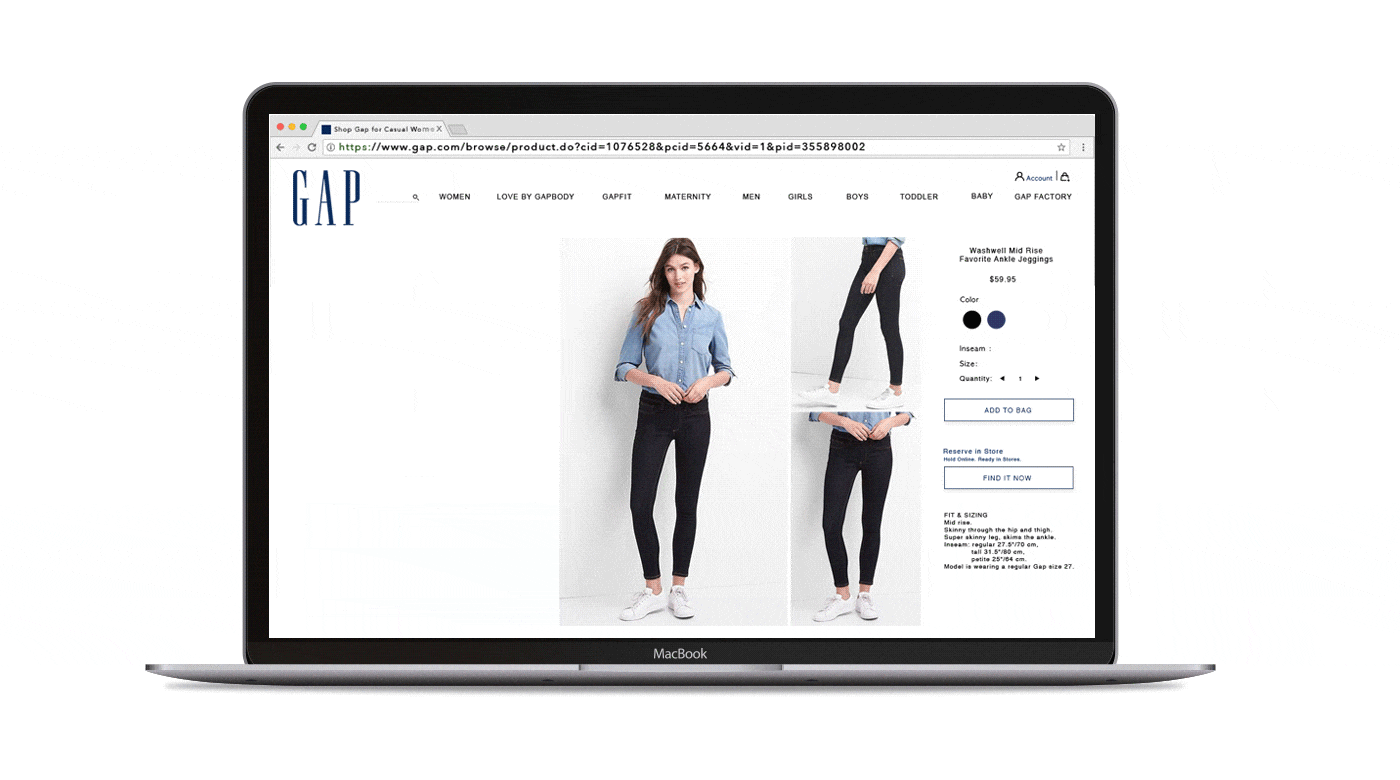 Shop Gap for Casual Wome X
https://www.gap.com/browse/product.do?cid=1076528&pcid=5664&vid=1&pid=355898002
Account
GAP
WOMEN LOVE BY GAPBODY GAPFIT MATERNITY MEN GIRLS BOYS TODDLER BABY GAP FACTORY
Washwell Mid Rise
Favorite Ankle Jeggings
$59.95
Color
Inseam :
Size:
Quantity: 1
ADD TO BAG
Reserve in Store
Hold Online. Ready in Stores.
FIND IT NOW
FIT & SIZING
Mid rise.
Skinny through the hip and thigh.
Super skinny leg, skims the ankle.
Inseam: regular 27.5"/70 cm,
tall 31.5"/80 cm,
petite 25"/64 cm.
Model is wearing a regular Gap size 27.
MacBook